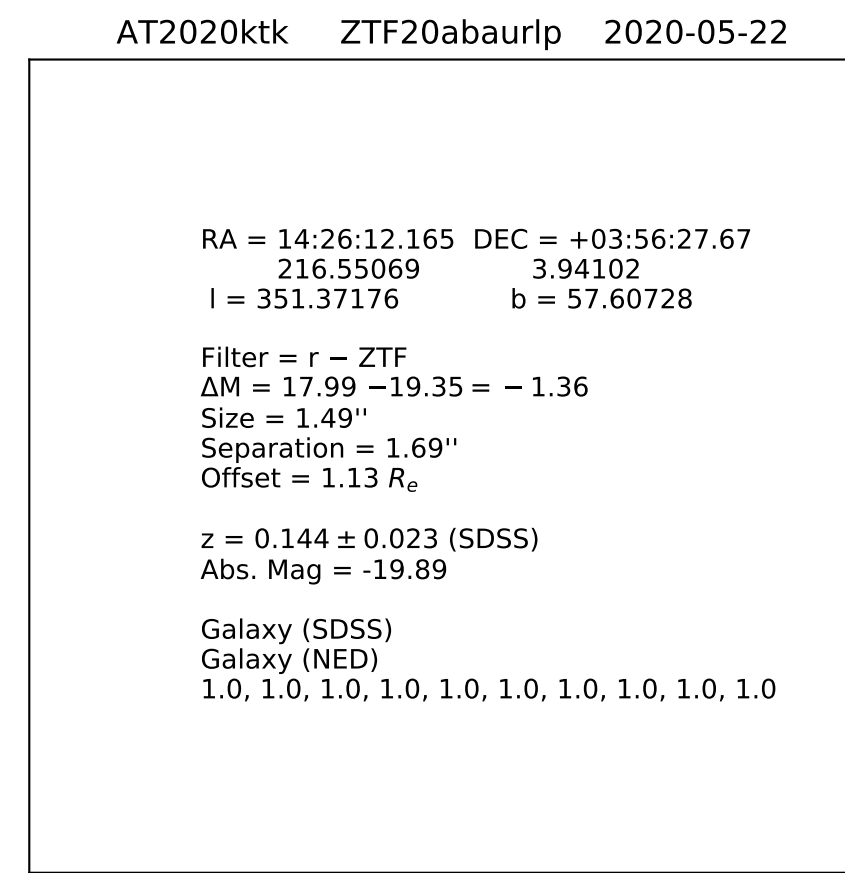 AT2020ktk ZTF20abaurlp 2020-05-22
RA = 14:26:12.165 DEC = +03:56:27.67
216.55069 3.94102
l = 351.37176 b = 57.60728
Filter = r − ZTF
ΔM = 17.99 −19.35 = − 1.36
Size = 1.49''
Separation = 1.69''
Offset = 1.13 Re
z = 0.144 ± 0.023 (SDSS)
Abs. Mag = -19.89
Galaxy (SDSS)
Galaxy (NED)
1.0, 1.0, 1.0, 1.0, 1.0, 1.0, 1.0, 1.0, 1.0, 1.0